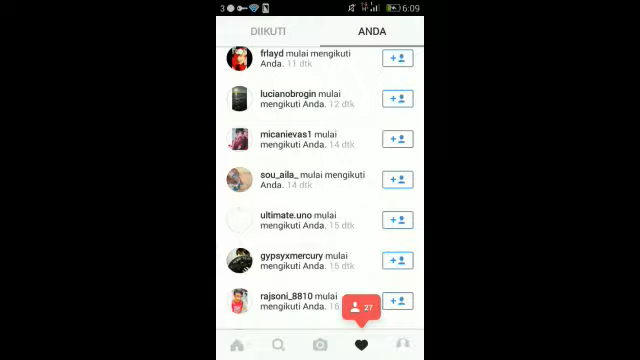 3 6:09
DIIKUTI ANDA
frlayd mulai mengikuti
Anda. 11 dtk
lucianobrogin mulai
mengikuti Anda. 12 dtk
micanievas1 mulai
mengikuti Anda. 14 dtk
sou_aila_ mulai mengikuti
Anda. 14 dtk
ultimate.uno mulai
mengikuti Anda. 15 dtk
gypsyxmercury mulai
mengikuti Anda. 15 dtk
rajsoni_8810 mulai
mengikuti Anda. 16
27